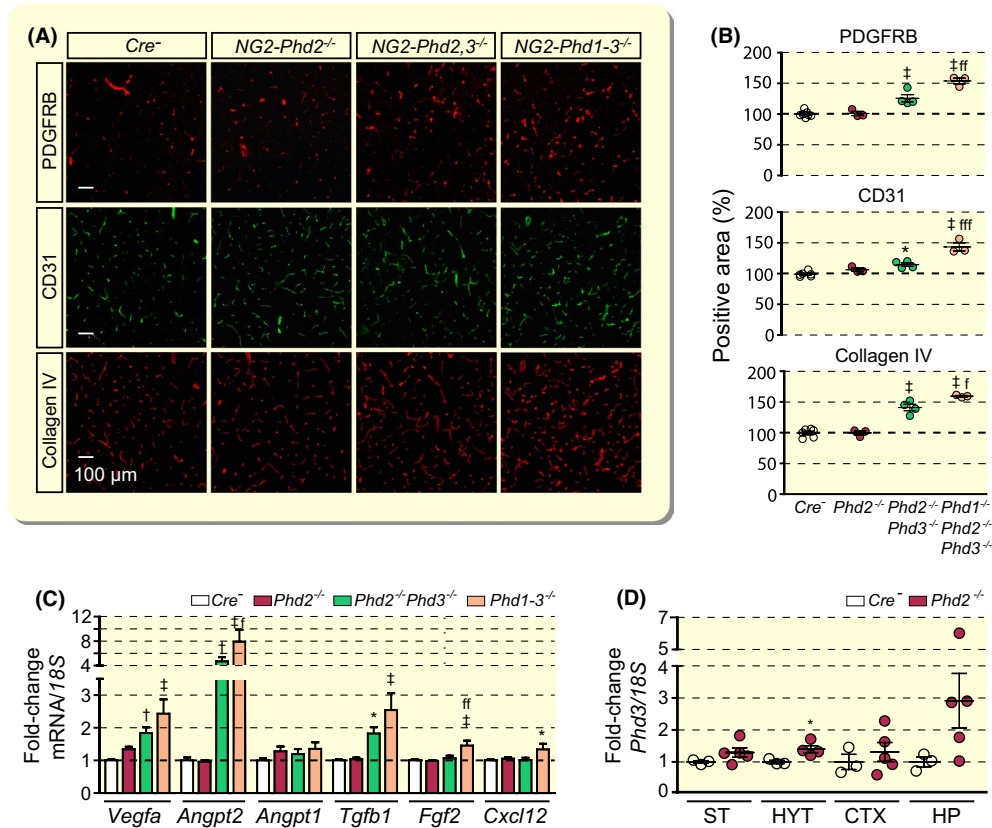 (A)
Cre⁻ NG2-Phd2⁻/⁻ NG2-Phd2,3⁻/⁻ NG2-Phd1-3⁻/⁻
PDGFRB
CD31
Collagen IV
100 µm
(B)
Positive area (%)
PDGFRB
200
150
100
50
0
‡
‡ ff
CD31
200
150
100
50
0
*
‡ fff
Collagen IV
200
150
100
50
0
‡
‡ f
Cre⁻ Phd2⁻/⁻ Phd2⁻/⁻ Phd1⁻/⁻
Phd3⁻/⁻ Phd2⁻/⁻
Phd3⁻/⁻
(C)
Cre⁻ Phd2⁻/⁻ Phd2⁻/⁻Phd3⁻/⁻ Phd1-3⁻/⁻
Fold-change
mRNA/18S
12
8
6
4
3
2
1
0
†
‡
†
‡f
*
‡
ff
‡
*
Vegfa Angpt2 Angpt1 Tgfb1 Fgf2 Cxcl12
(D)
Cre⁻ Phd2⁻/⁻
Fold-change
Phd3/18S
7
5
4
3
2
1
0
*
ST HYT CTX HP